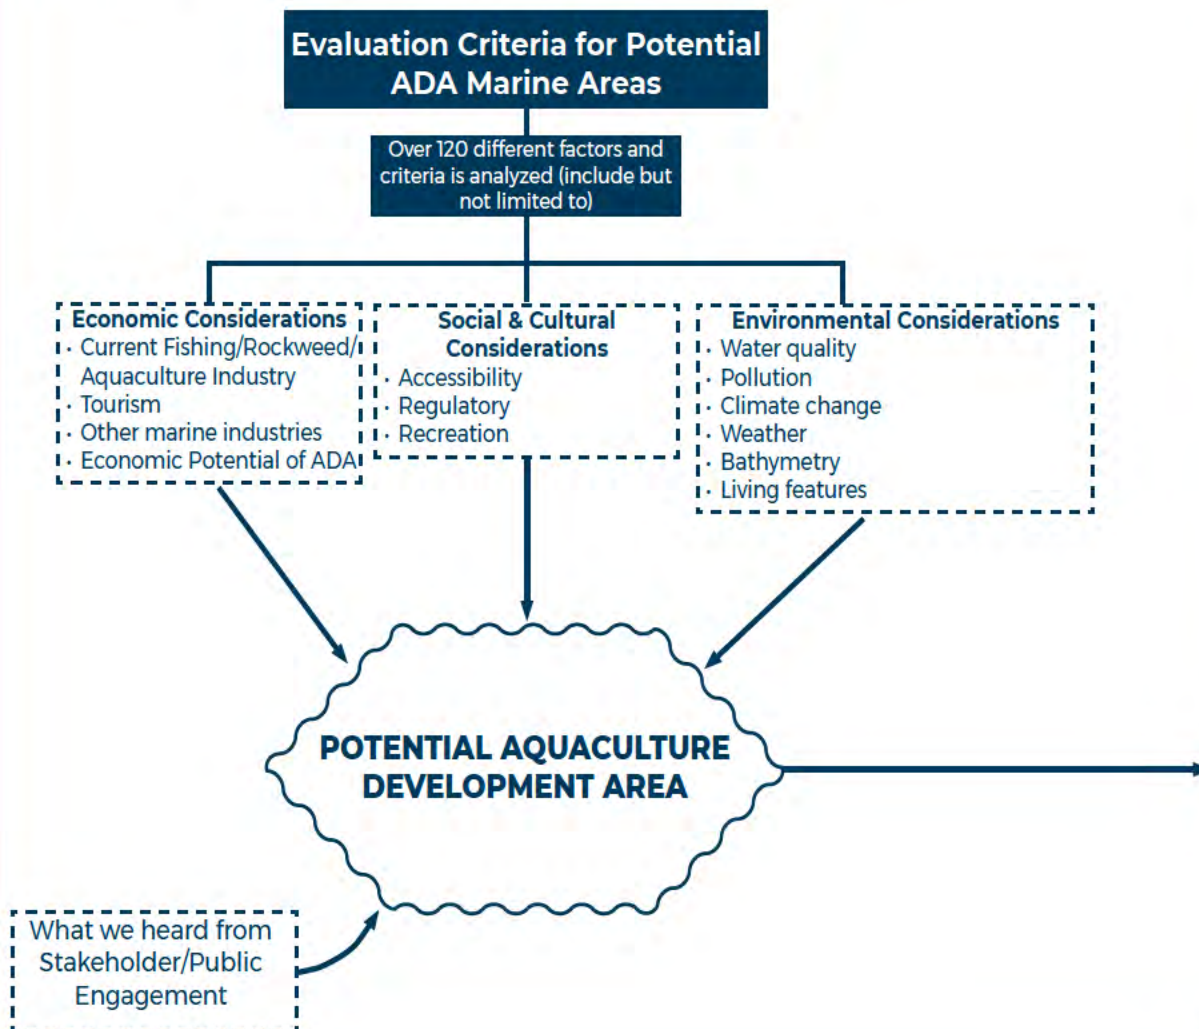 Evaluation Criteria for Potential
ADA Marine Areas
Over 120 different factors and
criteria is analyzed (include but
not limited to)
Economic Considerations
· Current Fishing/Rockweed/
Aquaculture Industry
· Tourism
· Other marine industries
· Economic Potential of ADA
Social & Cultural
Considerations
· Accessibility
· Regulatory
· Recreation
Environmental Considerations
· Water quality
· Pollution
· Climate change
· Weather
· Bathymetry
· Living features
POTENTIAL AQUACULTURE
DEVELOPMENT AREA
What we heard from
Stakeholder/Public
Engagement